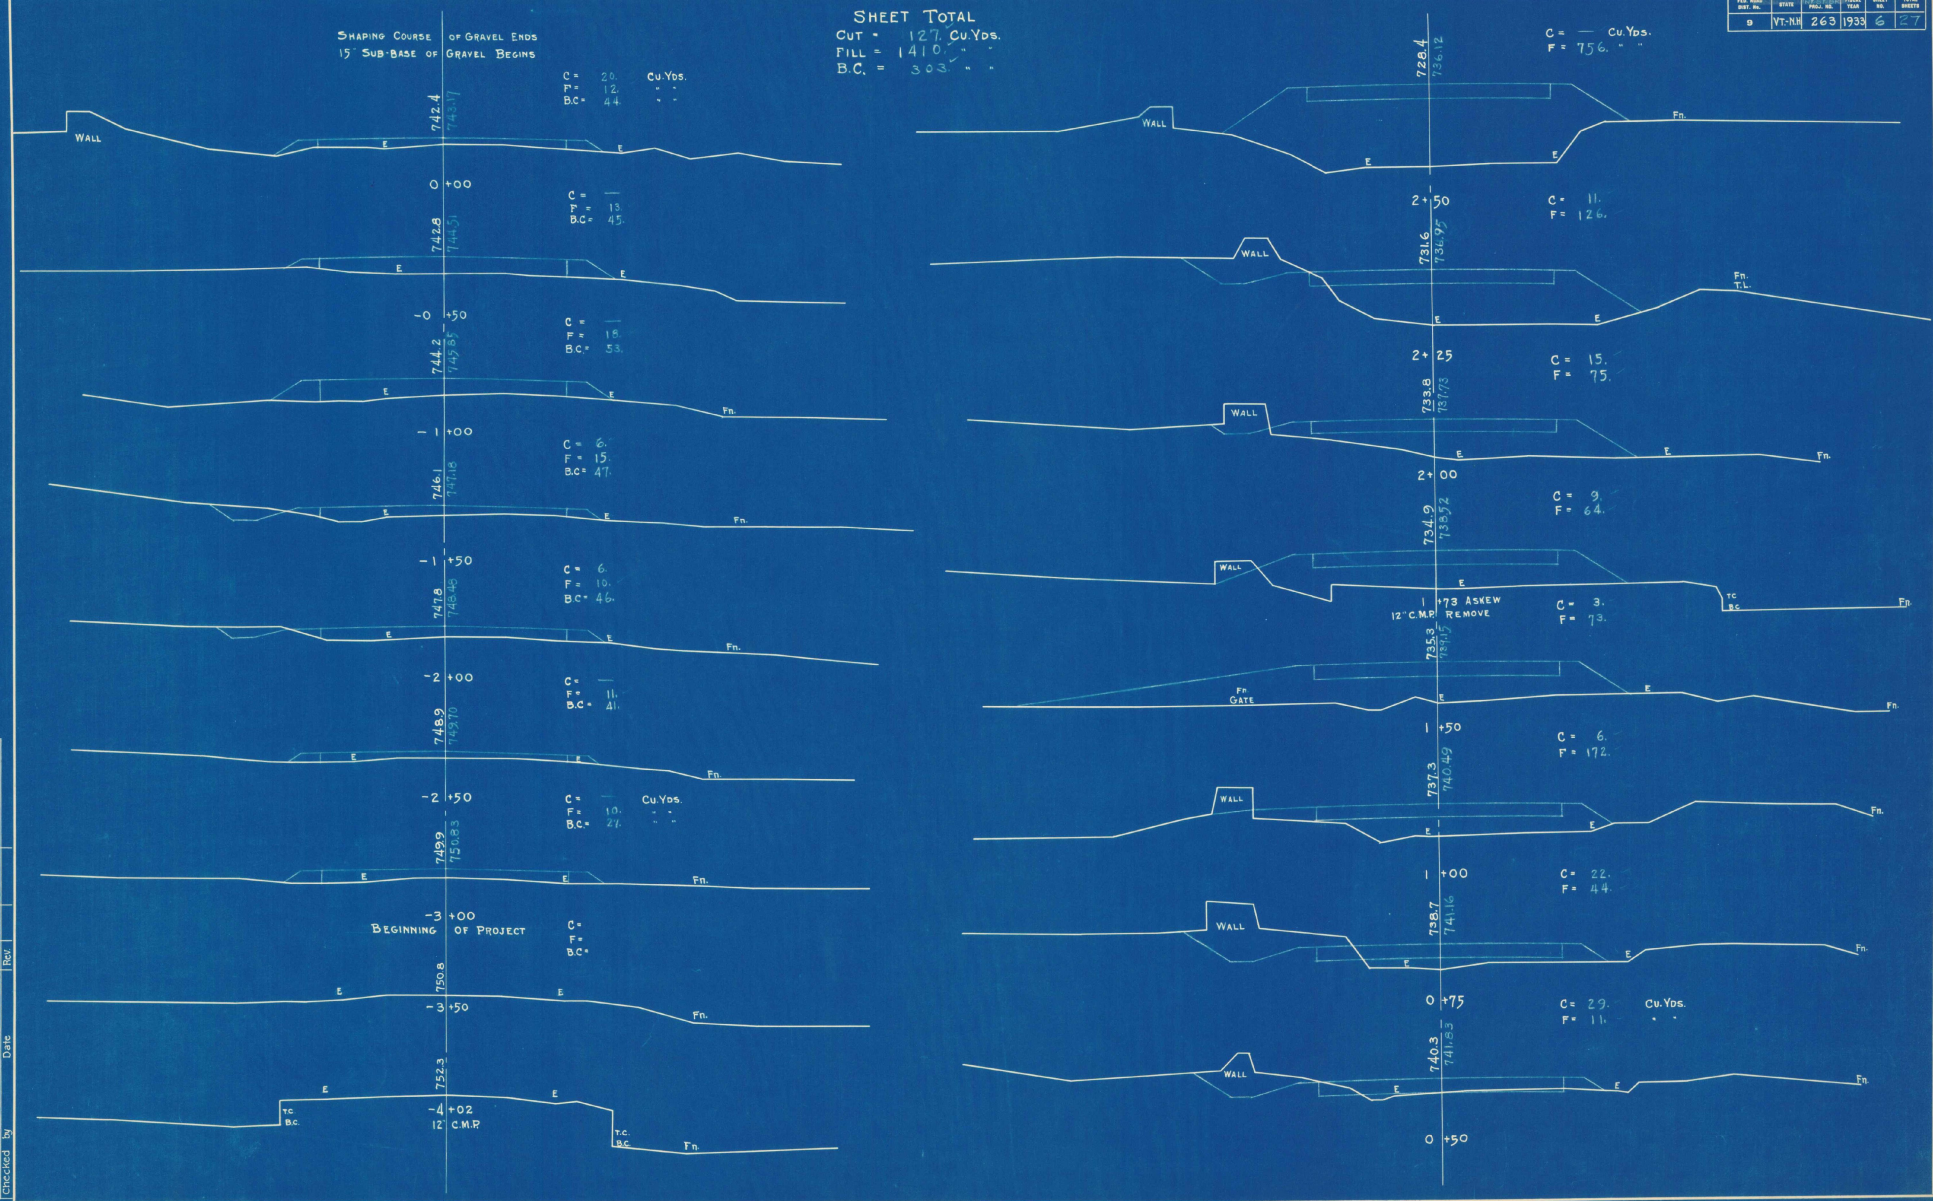 SHEET TOTAL
CUT = 127. CU.YDS.
FILL = 1410. " "
B.C. = 303. " "
DIST. NO. STATE PROJ. NO. YEAR NO. SHEETS
9 VT.-N.H. 263 1933 6 27
SHAPING COURSE OF GRAVEL ENDS
15" SUB-BASE OF GRAVEL BEGINS
C = 20. CU.YDS.
F = 12. " "
B.C = 44. " "
742.4
743.17
WALL
E
E
0 +00
C = —
F = 13.
B.C = 45.
742.8
744.51
E
E
-0 +50
C = —
F = 18.
B.C. = 53.
744.2
745.85
E
E
Fn.
-1 +00
C = 6.
F = 15.
B.C = 47.
746.1
747.18
E
E
Fn.
-1 +50
C = 6.
F = 10.
B.C = 46.
747.8
748.48
E
E
Fn.
-2 +00
C = —
F = 11.
B.C = 41.
748.9
749.70
E
E
Fn.
-2 +50
C = — CU.YDS.
F = 10. " "
B.C = 27. " "
749.9
750.83
E
E
Fn.
-3 +00
BEGINNING OF PROJECT
C =
F =
B.C =
750.8
E
E
Fn.
-3 +50
752.3
E
E
T.C.
B.C.
-4 +02
12" C.M.P.
T.C.
B.C.
Fn.
C = — CU.YDS.
F = 756. " "
728.4
736.12
WALL
Fn.
E
E
2+50
C = 11.
F = 126.
731.6
736.95
WALL
Fn.
T.L.
E
E
2+25
C = 15.
F = 75.
733.8
737.73
WALL
E
E
Fn.
2+00
C = 9.
F = 64.
734.9
738.52
WALL
E
T.C.
B.C.
Fn.
1 +73 ASKEW
12" C.M.P. REMOVE
C = 3.
F = 73.
735.3
739.15
Fn.
GATE
E
E
Fn.
1 +50
C = 6.
F = 172.
737.3
740.49
WALL
E
E
Fn.
1 +00
C = 22.
F = 44.
738.7
741.16
WALL
E
E
Fn.
0 +75
C = 29. CU.YDS.
F = 11. " "
740.3
741.83
WALL
E
E
Fn.
0 +50
Checked by Date Rev.